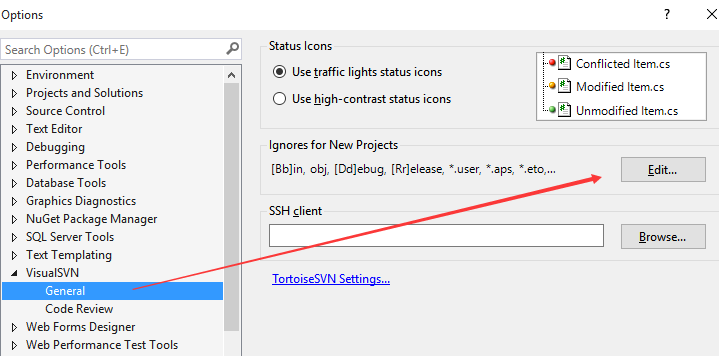 Options
? 
Search Options (Ctrl+E)
Environment
Projects and Solutions
Source Control
Text Editor
Debugging
Performance Tools
Database Tools
Graphics Diagnostics
NuGet Package Manager
SQL Server Tools
Text Templating
VisualSVN
General
Code Review
Web Forms Designer
Web Performance Test Tools
Status Icons
Use traffic lights status icons
Use high-contrast status icons
Conflicted Item.cs
Modified Item.cs
Unmodified Item.cs
Ignores for New Projects
[Bb]in, obj, [Dd]ebug, [Rr]elease, *.user, *.aps, *.eto,...
Edit...
SSH client
Browse...
TortoiseSVN Settings...